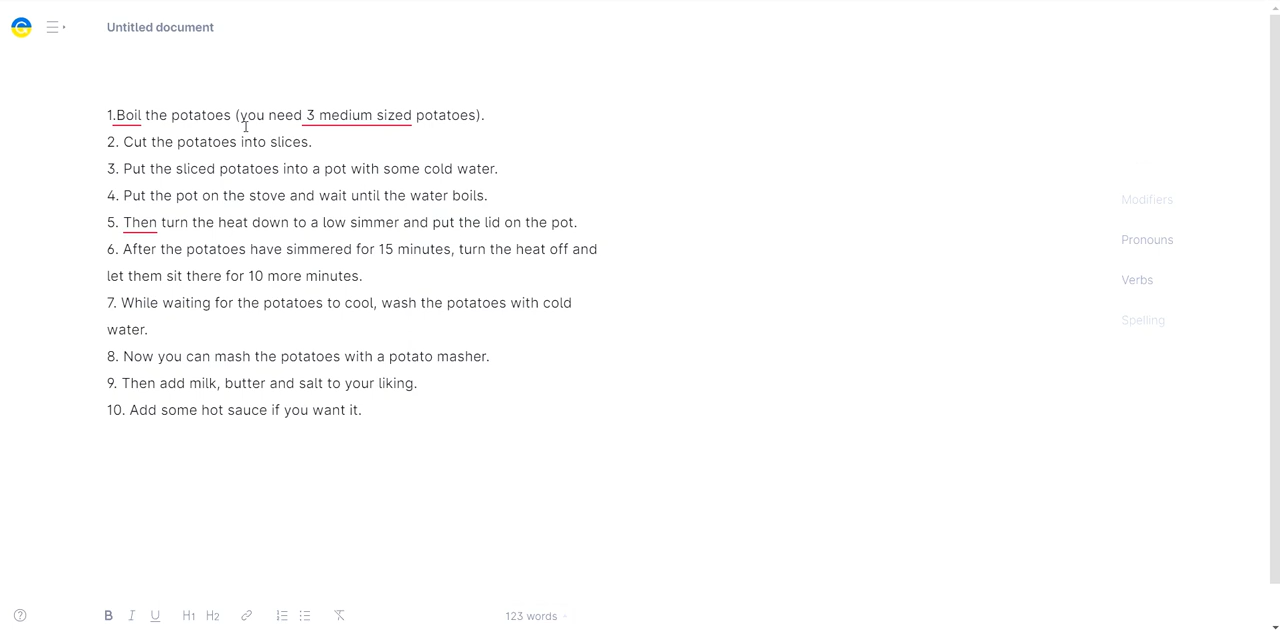 Untitled document
1.Boil the potatoes (you need 3 medium sized potatoes).
2. Cut the potatoes into slices.
3. Put the sliced potatoes into a pot with some cold water.
4. Put the pot on the stove and wait until the water boils.
5. Then turn the heat down to a low simmer and put the lid on the pot.
6. After the potatoes have simmered for 15 minutes, turn the heat off and
let them sit there for 10 more minutes.
7. While waiting for the potatoes to cool, wash the potatoes with cold
water.
8. Now you can mash the potatoes with a potato masher.
9. Then add milk, butter and salt to your liking.
10. Add some hot sauce if you want it.
Modifiers
Pronouns
Verbs
Spelling
B I U H1 H2 123 words